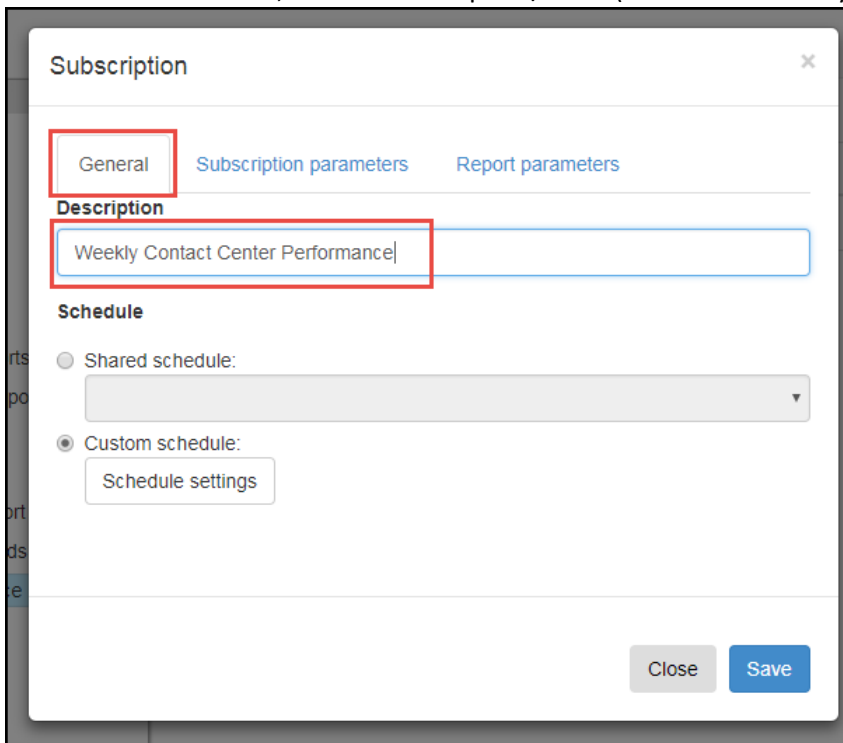 Subscription
×
General Subscription parameters Report parameters
Description
Weekly Contact Center Performance
Schedule
Shared schedule:
Custom schedule:
Schedule settings
Close Save